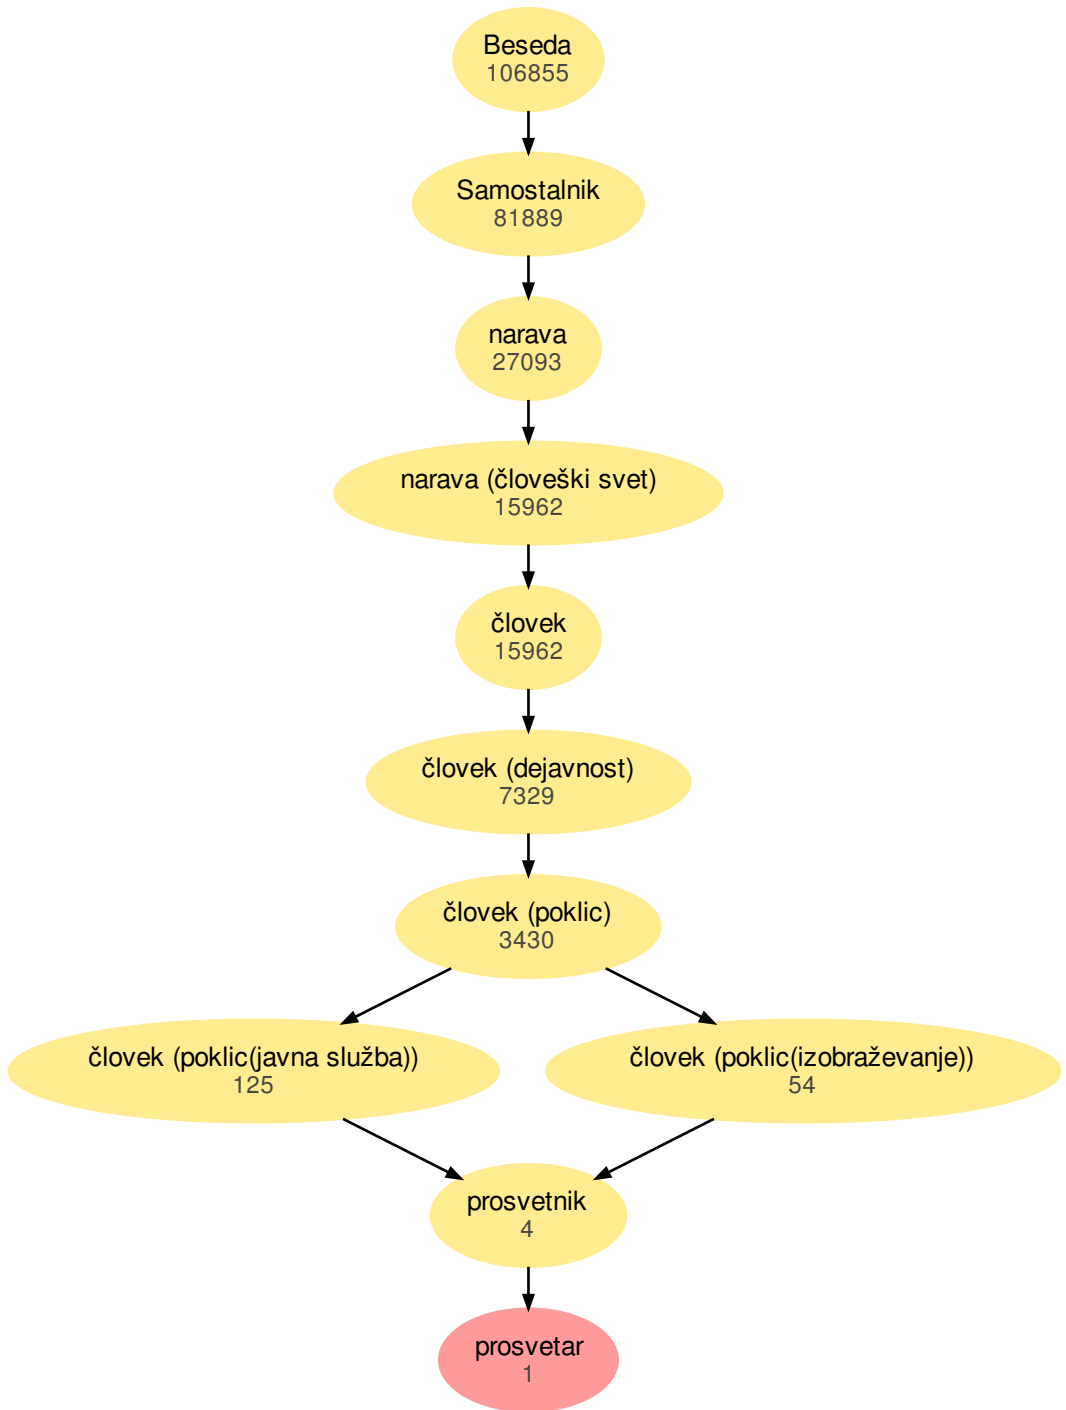 Beseda
106855
Samostalnik
81889
narava
27093
narava (človeški svet)
15962
človek
15962
človek (dejavnost)
7329
človek (poklic)
3430
človek (poklic(javna služba))
125
človek (poklic(izobraževanje))
54
prosvetnik
4
prosvetar
1